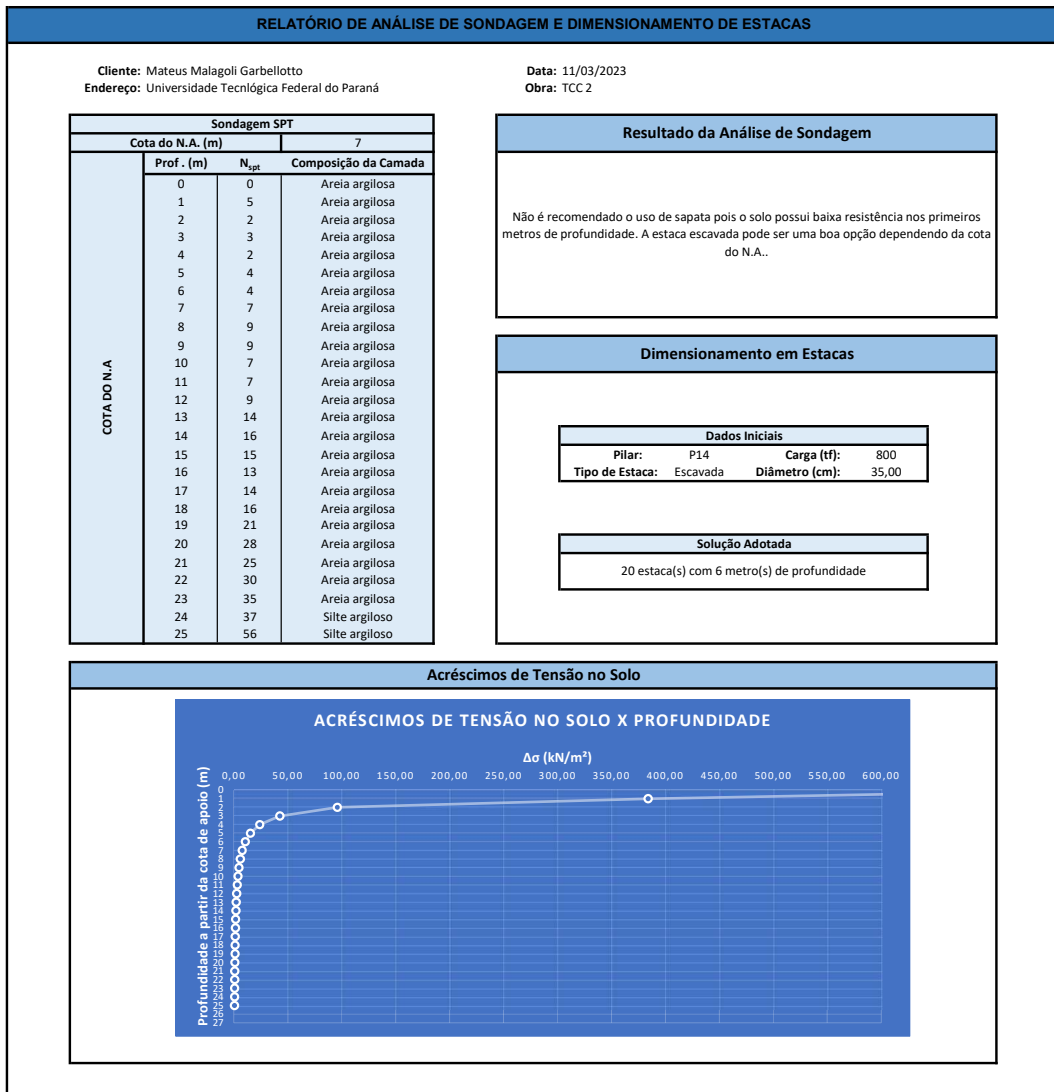 RELATÓRIO DE ANÁLISE DE SONDAGEM E DIMENSIONAMENTO DE ESTACAS
Cliente: Mateus Malagoli Garbellotto
Data: 11/03/2023
Endereço: Universidade Tecnlógica Federal do Paraná
Obra: TCC 2
Sondagem SPT
Cota do N.A. (m) 7
COTA DO N.A
Prof . (m) Nspt Composição da Camada
0 0 Areia argilosa
1 5 Areia argilosa
2 2 Areia argilosa
3 3 Areia argilosa
4 2 Areia argilosa
5 4 Areia argilosa
6 4 Areia argilosa
7 7 Areia argilosa
8 9 Areia argilosa
9 9 Areia argilosa
10 7 Areia argilosa
11 7 Areia argilosa
12 9 Areia argilosa
13 14 Areia argilosa
14 16 Areia argilosa
15 15 Areia argilosa
16 13 Areia argilosa
17 14 Areia argilosa
18 16 Areia argilosa
19 21 Areia argilosa
20 28 Areia argilosa
21 25 Areia argilosa
22 30 Areia argilosa
23 35 Areia argilosa
24 37 Silte argiloso
25 56 Silte argiloso
Resultado da Análise de Sondagem
Não é recomendado o uso de sapata pois o solo possui baixa resistência nos primeiros
metros de profundidade. A estaca escavada pode ser uma boa opção dependendo da cota
do N.A..
Dimensionamento em Estacas
Dados Iniciais
Pilar: P14 Carga (tf): 800
Tipo de Estaca: Escavada Diâmetro (cm): 35,00
Solução Adotada
20 estaca(s) com 6 metro(s) de profundidade
Acréscimos de Tensão no Solo
ACRÉSCIMOS DE TENSÃO NO SOLO X PROFUNDIDADE
Δσ (kN/m²)
0,00 50,00 100,00 150,00 200,00 250,00 300,00 350,00 400,00 450,00 500,00 550,00 600,00
Profundidade a partir da cota de apoio (m)
0
1
2
3
4
5
6
7
8
9
10
11
12
13
14
15
16
17
18
19
20
21
22
23
24
25
26
27